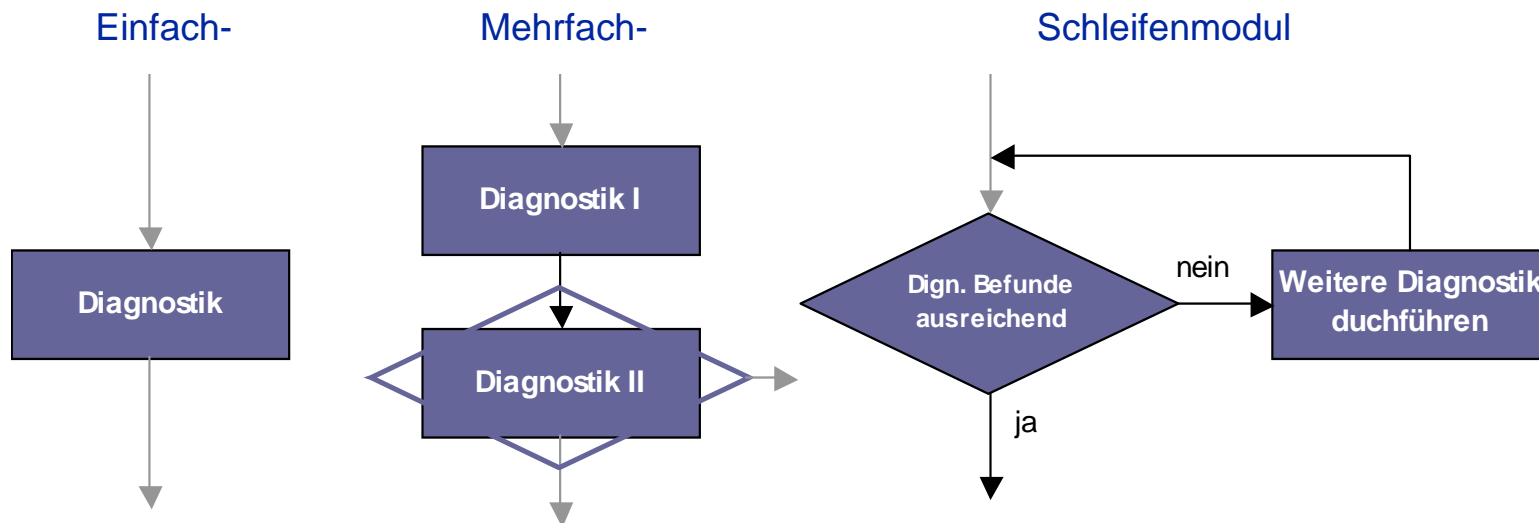 Einfach-
Mehrfach-
Schleifenmodul
Diagnostik
Diagnostik I
Diagnostik II
Dign. Befunde
ausreichend
nein
ja
Weitere Diagnostik
duchführen